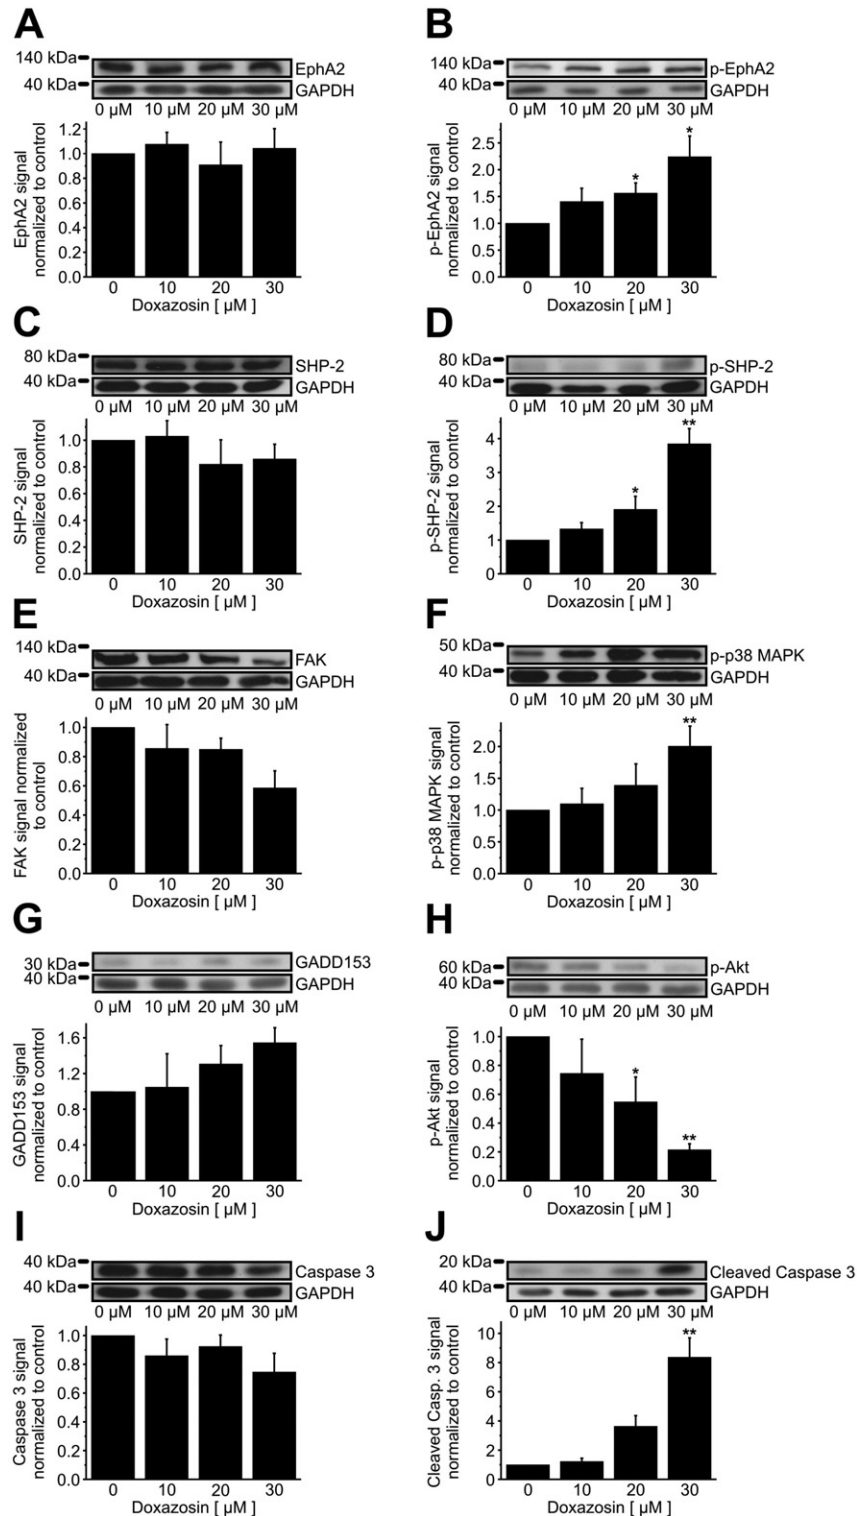 A
140 kDa
EphA2
40 kDa
GAPDH
0 µM 10 µM 20 µM 30 µM
EphA2 signal
normalized to control
1.2
1.0
0.8
0.6
0.4
0.2
0.0
0 10 20 30
Doxazosin [ µM ]
B
140 kDa
p-EphA2
40 kDa
GAPDH
0 µM 10 µM 20 µM 30 µM
p-EphA2 signal
normalized to control
2.5
2.0
1.5
1.0
0.5
0.0
* *
0 10 20 30
Doxazosin [ µM ]
C
80 kDa
SHP-2
40 kDa
GAPDH
0 µM 10 µM 20 µM 30 µM
SHP-2 signal
normalized to control
1.0
0.8
0.6
0.4
0.2
0.0
0 10 20 30
Doxazosin [ µM ]
D
80 kDa
p-SHP-2
40 kDa
GAPDH
0 µM 10 µM 20 µM 30 µM
p-SHP-2 signal
normalized to control
4
3
2
1
0
* **
0 10 20 30
Doxazosin [ µM ]
E
140 kDa
FAK
40 kDa
GAPDH
0 µM 10 µM 20 µM 30 µM
FAK signal normalized
to control
1.0
0.8
0.6
0.4
0.2
0.0
0 10 20 30
Doxazosin [ µM ]
F
50 kDa
p-p38 MAPK
40 kDa
GAPDH
0 µM 10 µM 20 µM 30 µM
p-p38 MAPK signal
normalized to control
2.0
1.5
1.0
0.5
0.0
**
0 10 20 30
Doxazosin [ µM ]
G
30 kDa
GADD153
40 kDa
GAPDH
0 µM 10 µM 20 µM 30 µM
GADD153 signal
normalized to control
1.6
1.2
0.8
0.4
0.0
0 10 20 30
Doxazosin [ µM ]
H
60 kDa
p-Akt
40 kDa
GAPDH
0 µM 10 µM 20 µM 30 µM
p-Akt signal
normalized to control
1.0
0.8
0.6
0.4
0.2
0.0
* **
0 10 20 30
Doxazosin [ µM ]
I
40 kDa
Caspase 3
40 kDa
GAPDH
0 µM 10 µM 20 µM 30 µM
Caspase 3 signal
normalized to control
1.0
0.8
0.6
0.4
0.2
0.0
0 10 20 30
Doxazosin [ µM ]
J
20 kDa
Cleaved Caspase 3
40 kDa
GAPDH
0 µM 10 µM 20 µM 30 µM
Cleaved Casp. 3 signal
normalized to control
10
8
6
4
2
0
**
0 10 20 30
Doxazosin [ µM ]